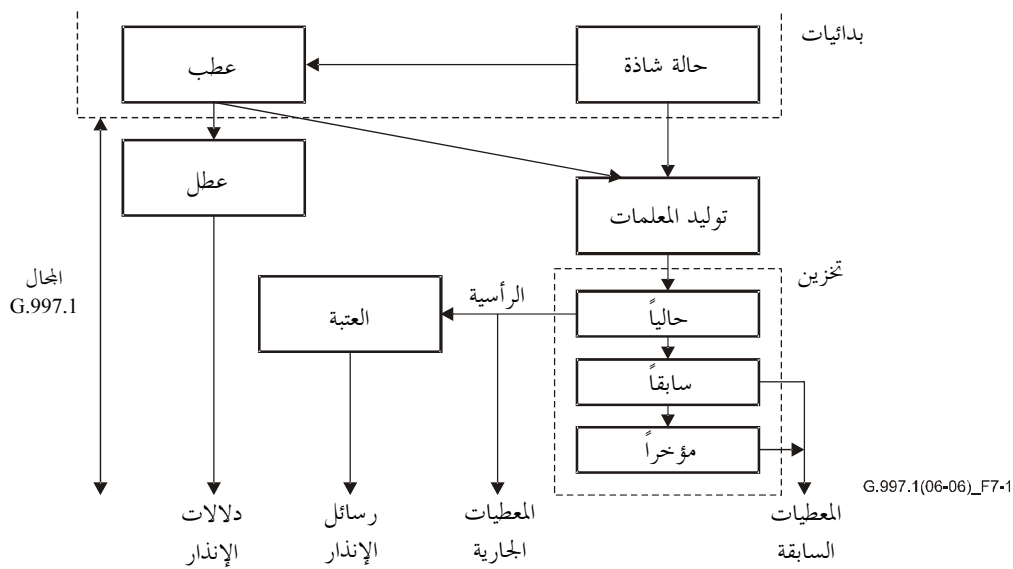 بدائيات
حالة شاذة
عطب
عطل
توليد المعلمات
المجال
G.997.1
تخزين
الرأسية
العتبة
حالياً
سابقاً
مؤخراً
G.997.1(06-06)_F7-1
المعطيات
السابقة
المعطيات
الجارية
رسائل
الإنذار
دلالات
الإنذار